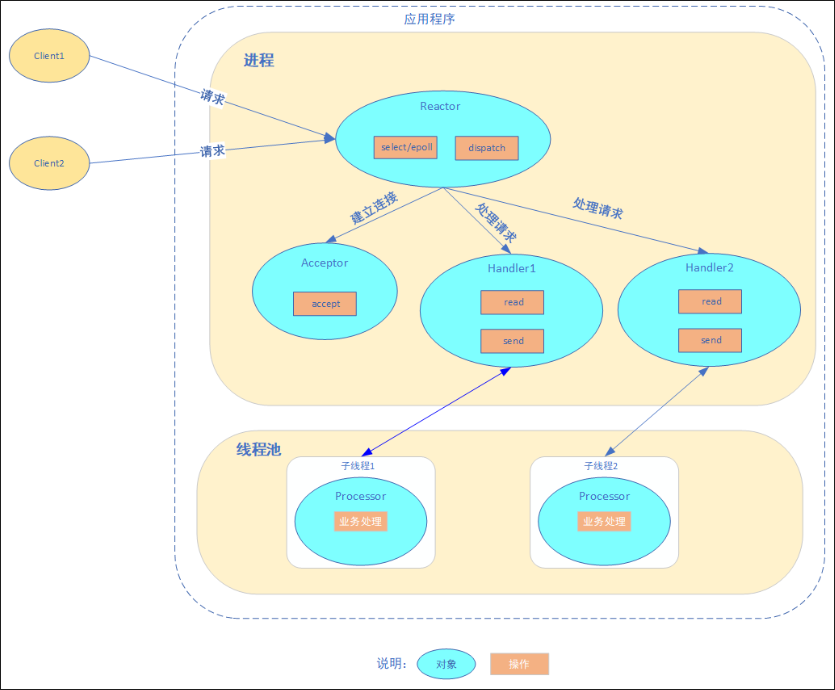 应用程序
进程
Client1
Client2
请求
请求
Reactor
select/epoll
dispatch
建立连接
处理请求
处理请求
Acceptor
accept
Handler1
read
send
Handler2
read
send
线程池
子线程1
Processor
业务处理
子线程2
Processor
业务处理
说明：
对象
操作